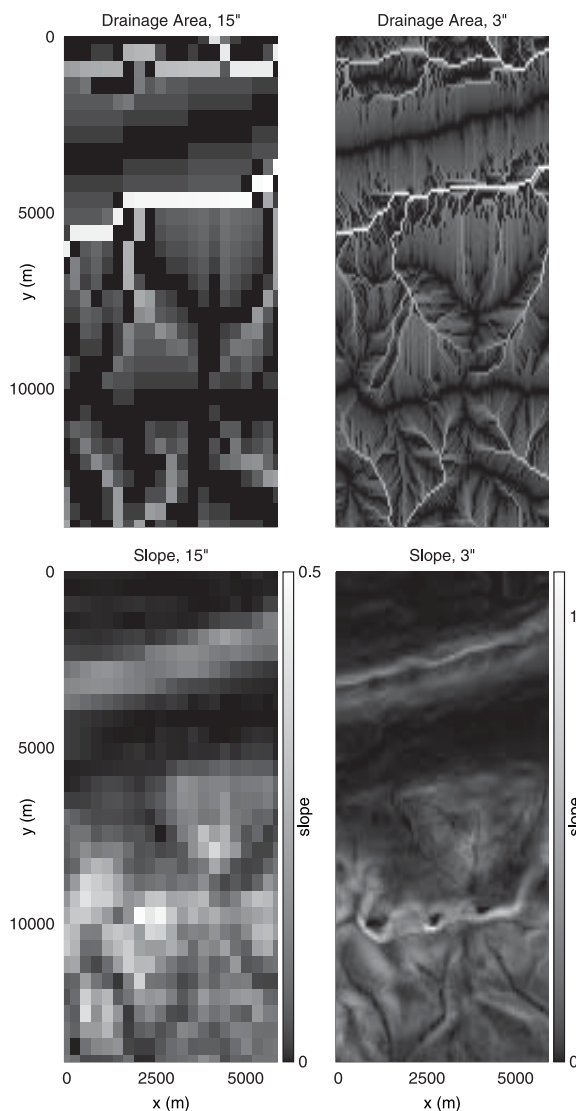 Drainage Area, 15"
Drainage Area, 3"
0
5000
10000
y (m)
Slope, 15"
Slope, 3"
0
5000
10000
y (m)
0.5
0
slope
1
0
slope
0
2500
5000
x (m)
0
2500
5000
x (m)